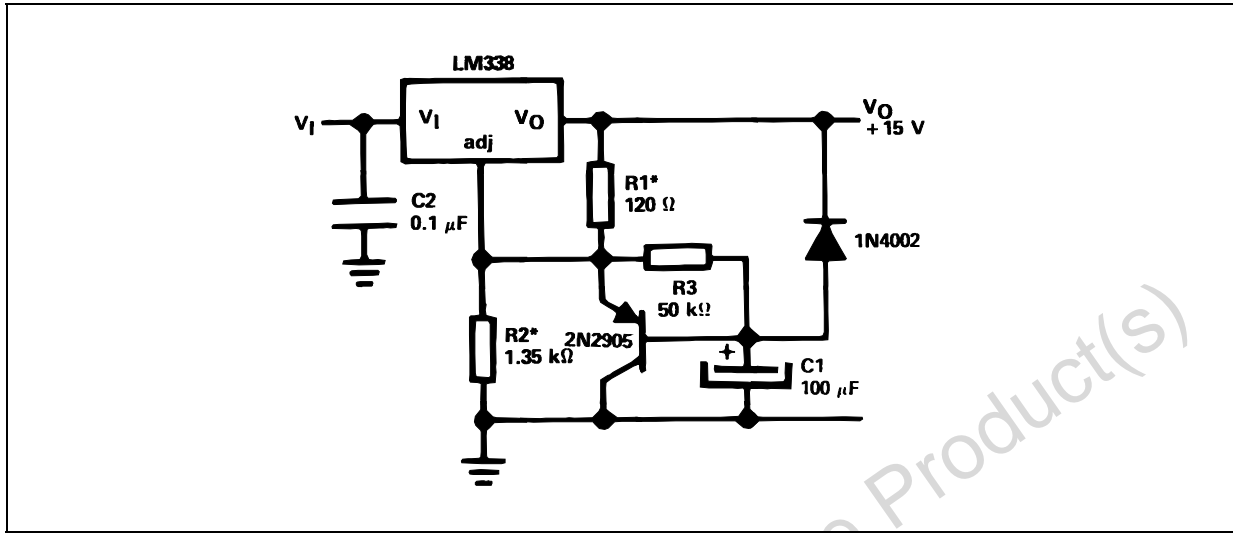 LM338
VI
VI
VO
adj
VO
+ 15 V
C2
0.1 μF
R1*
120 Ω
1N4002
R3
50 kΩ
R2*
1.35 kΩ
2N2905
+
C1
100 μF
Product(s)